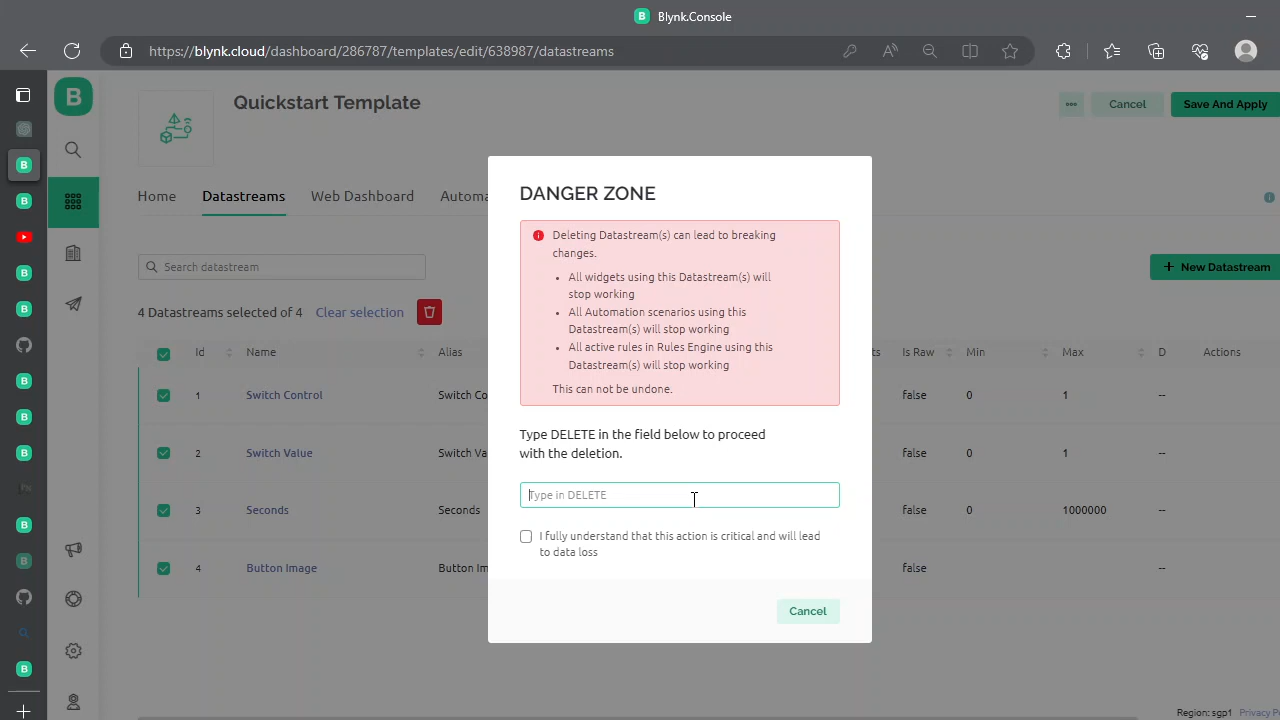 B Blynk.Console
https://blynk.cloud/dashboard/286787/templates/edit/638987/datastreams
B
Quickstart Template
Cancel
Save And Apply
Home
Datastreams
Web Dashboard
Automa
Search datastream
+ New Datastream
4 Datastreams selected of 4
Clear selection
Id Name Alias ts Is Raw Min Max D Actions
1 Switch Control Switch Co false 0 1 --
2 Switch Value Switch Va 0 1 --
3 Seconds Seconds false 0 1000000 --
4 Button Image Button Im false --
DANGER ZONE
Deleting Datastream(s) can lead to breaking
changes.
• All widgets using this Datastream(s) will
stop working
• All Automation scenarios using this
Datastream(s) will stop working
• All active rules in Rules Engine using this
Datastream(s) will stop working
This can not be undone.
Type DELETE in the field below to proceed
with the deletion.
Type in DELETE
I fully understand that this action is critical and will lead
to data loss
Cancel
Region: sgp1 Privacy P